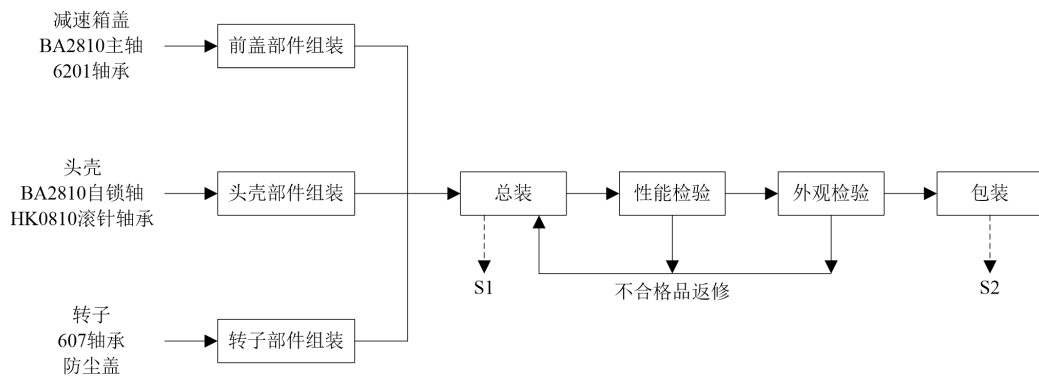 减速箱盖
BA2810主轴
6201轴承
前盖部件组装
头壳
BA2810自锁轴
HK0810滚针轴承
头壳部件组装
总装
性能检验
外观检验
包装
S1
不合格品返修
S2
转子
607轴承
防尘盖
转子部件组装